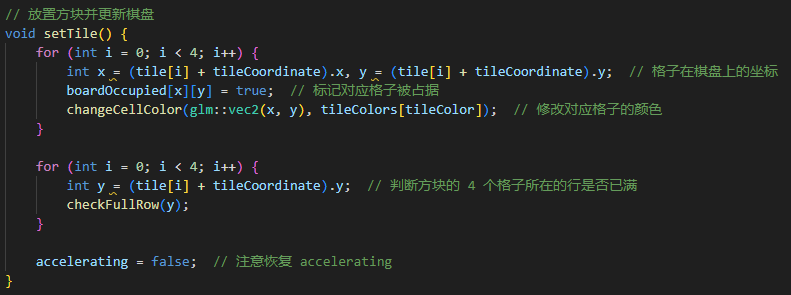 // 放置方块并更新棋盘
void setTile() {
    for (int i = 0; i < 4; i++) {
        int x = (tile[i] + tileCoordinate).x, y = (tile[i] + tileCoordinate).y;  // 格子在棋盘上的坐标
        boardOccupied[x][y] = true;  // 标记对应格子被占据
        changeCellColor(glm::vec2(x, y), tileColors[tileColor]);  // 修改对应格子的颜色
    }

    for (int i = 0; i < 4; i++) {
        int y = (tile[i] + tileCoordinate).y;  // 判断方块的 4 个格子所在的行是否已满
        checkFullRow(y);
    }

    accelerating = false;  // 注意恢复 accelerating
}